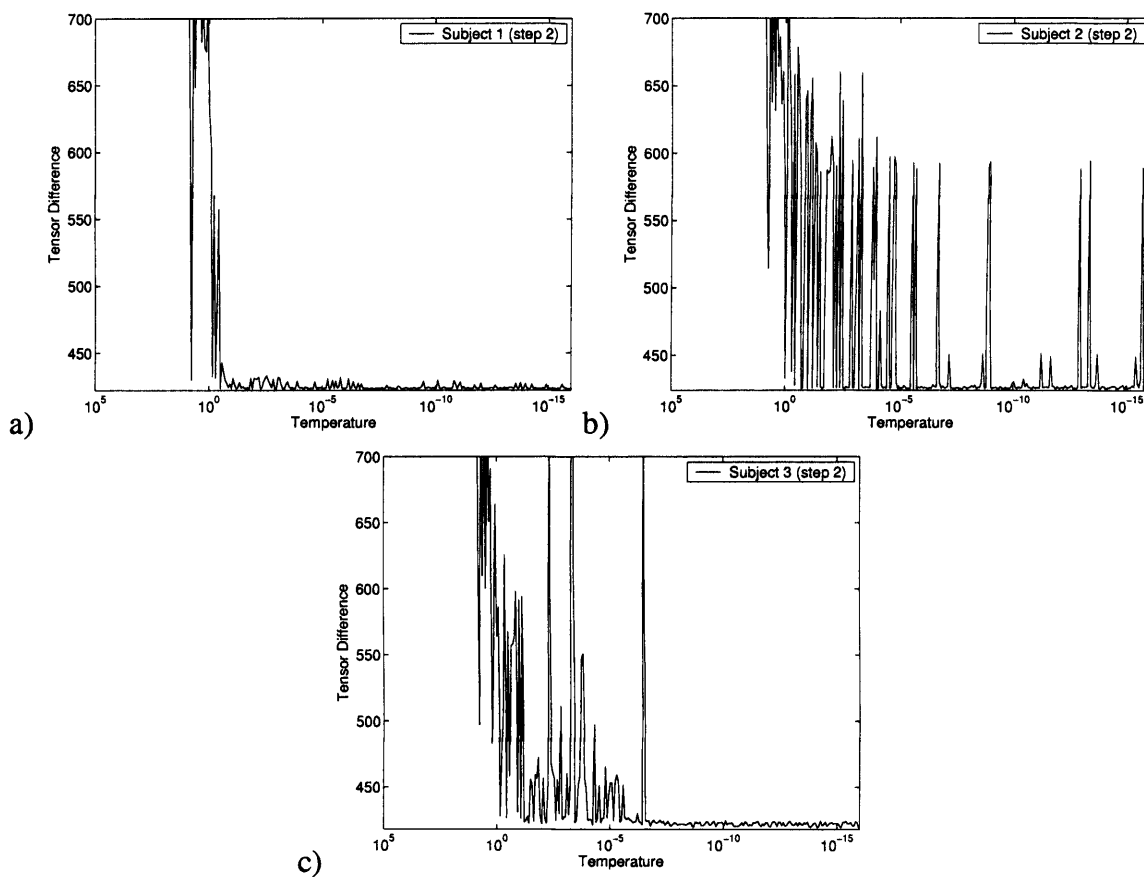 700
Subject 1 (step 2)
650
600
550
500
450
Tensor Difference
10^5
10^0
10^-5
10^-10
10^-15
Temperature
a)
700
Subject 2 (step 2)
650
600
550
500
450
Tensor Difference
10^5
10^0
10^-5
10^-10
10^-15
Temperature
b)
700
Subject 3 (step 2)
650
600
550
500
450
Tensor Difference
10^5
10^0
10^-5
10^-10
10^-15
Temperature
c)